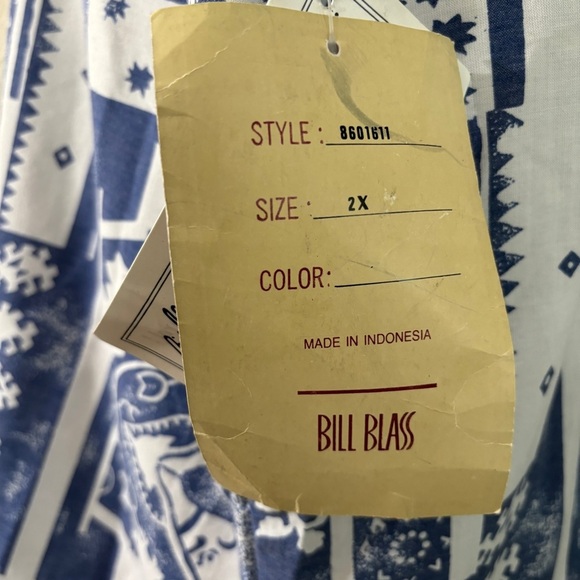 STYLE: 8601611
SIZE: 2X
COLOR:
MADE IN INDONESIA
BILL BLASS